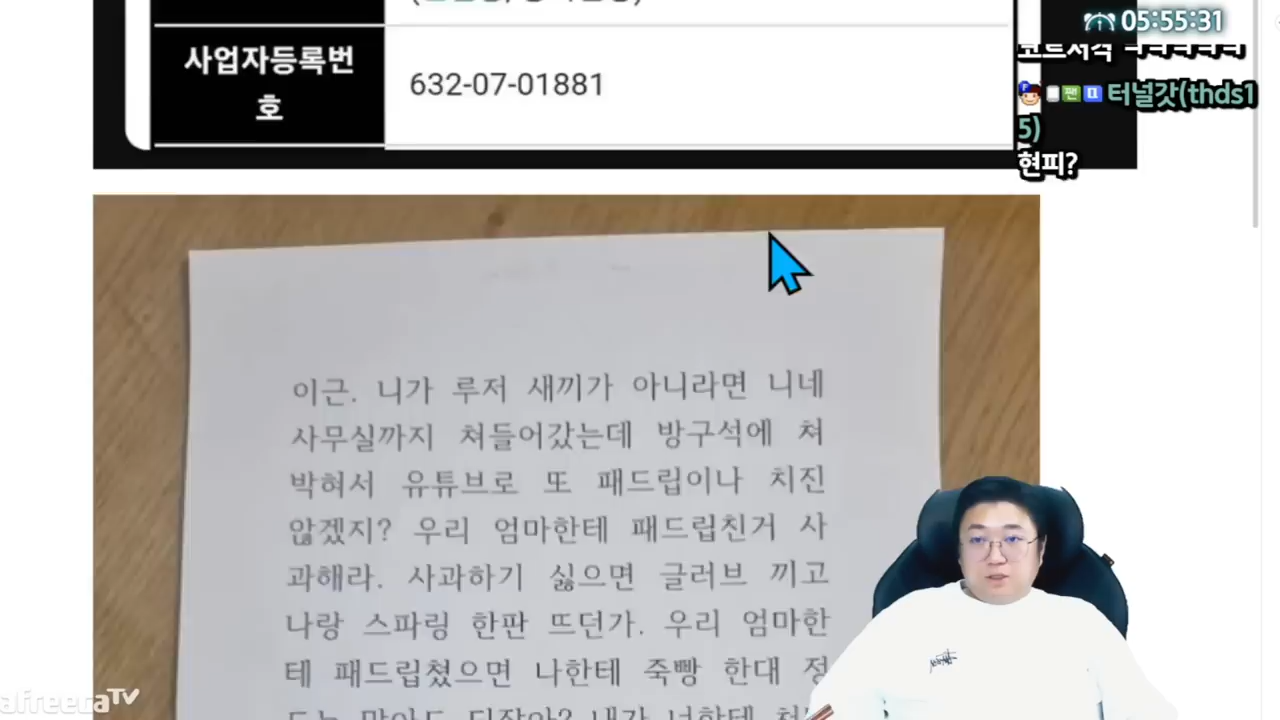 사업자등록번
호
632-07-01881
05:55:31
터널갓(thds1
5)
현피?
이근. 니가 루저 새끼가 아니라면 니네
사무실까지 쳐들어갔는데 방구석에 쳐
박혀서 유튜브로 또 패드립이나 치진
않겠지? 우리 엄마한테 패드립친거 사
과해라. 사과하기 싫으면 글러브 끼고
나랑 스파링 한판 뜨던가. 우리 엄마한
테 패드립쳤으면 나한테 죽빵 한대 정
afreecaTV